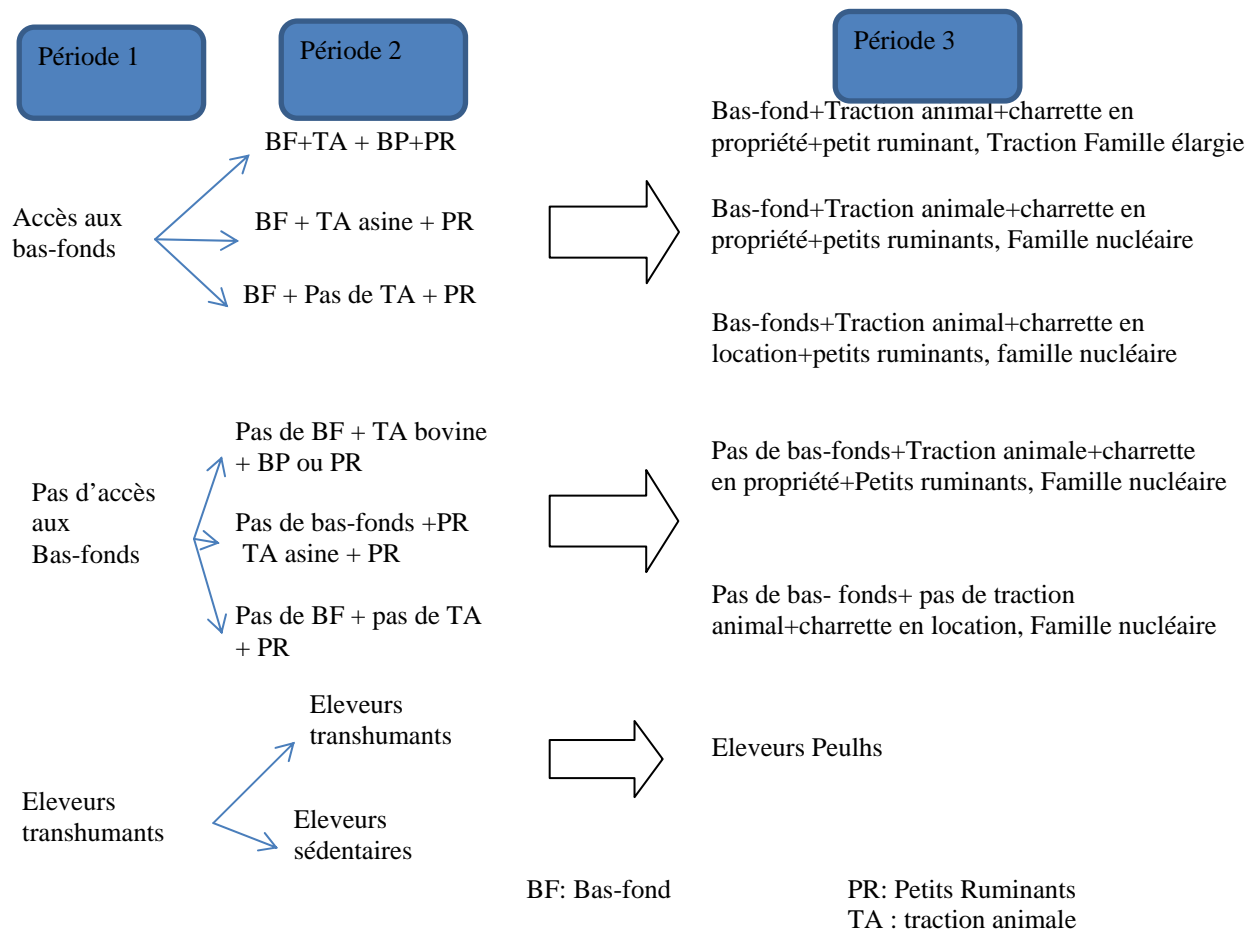 Période 1
Période 2
Période 3
Accès aux
bas-fonds
BF+TA + BP+PR
BF + TA asine + PR
BF + Pas de TA + PR
Bas-fond+Traction animal+charrette en
propriété+petit ruminant, Traction Famille élargie
Bas-fond+Traction animale+charrette en
propriété+petits ruminants, Famille nucléaire
Bas-fonds+Traction animal+charrette en
location+petits ruminants, famille nucléaire
Pas d’accès
aux
Bas-fonds
Pas de BF + TA bovine
+ BP ou PR
Pas de bas-fonds +PR
TA asine + PR
Pas de BF + pas de TA
+ PR
Pas de bas-fonds+Traction animale+charrette
en propriété+Petits ruminants, Famille nucléaire
Pas de bas- fonds+ pas de traction
animal+charrette en location, Famille nucléaire
Eleveurs
transhumants
Eleveurs
transhumants
Eleveurs
sédentaires
Eleveurs Peulhs
BF: Bas-fond
PR: Petits Ruminants
TA : traction animale